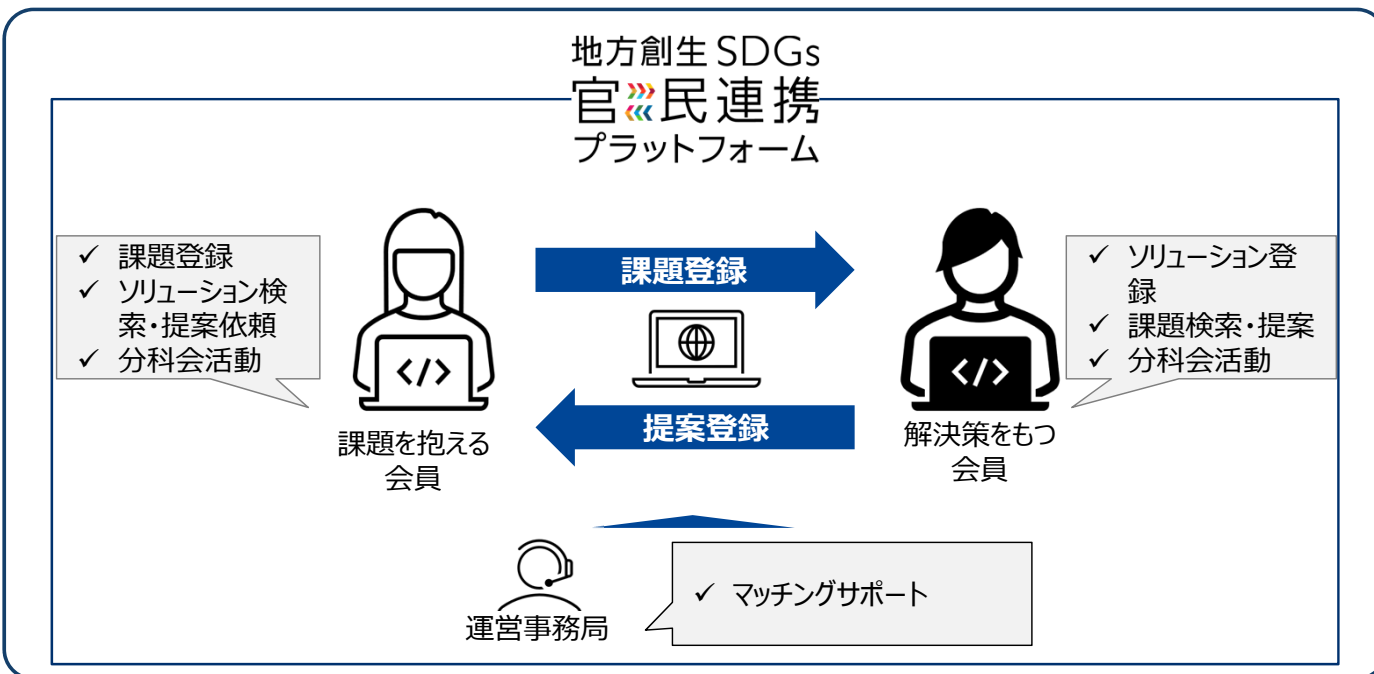 地方創生 SDGs
官民連携
プラットフォーム
✓ 課題登録
✓ ソリューション検
索・提案依頼
✓ 分科会活動
</>
課題を抱える
会員
課題登録
提案登録
✓ ソリューション登
録
✓ 課題検索・提案
✓ 分科会活動
</>
解決策をもつ
会員
運営事務局
✓ マッチングサポート